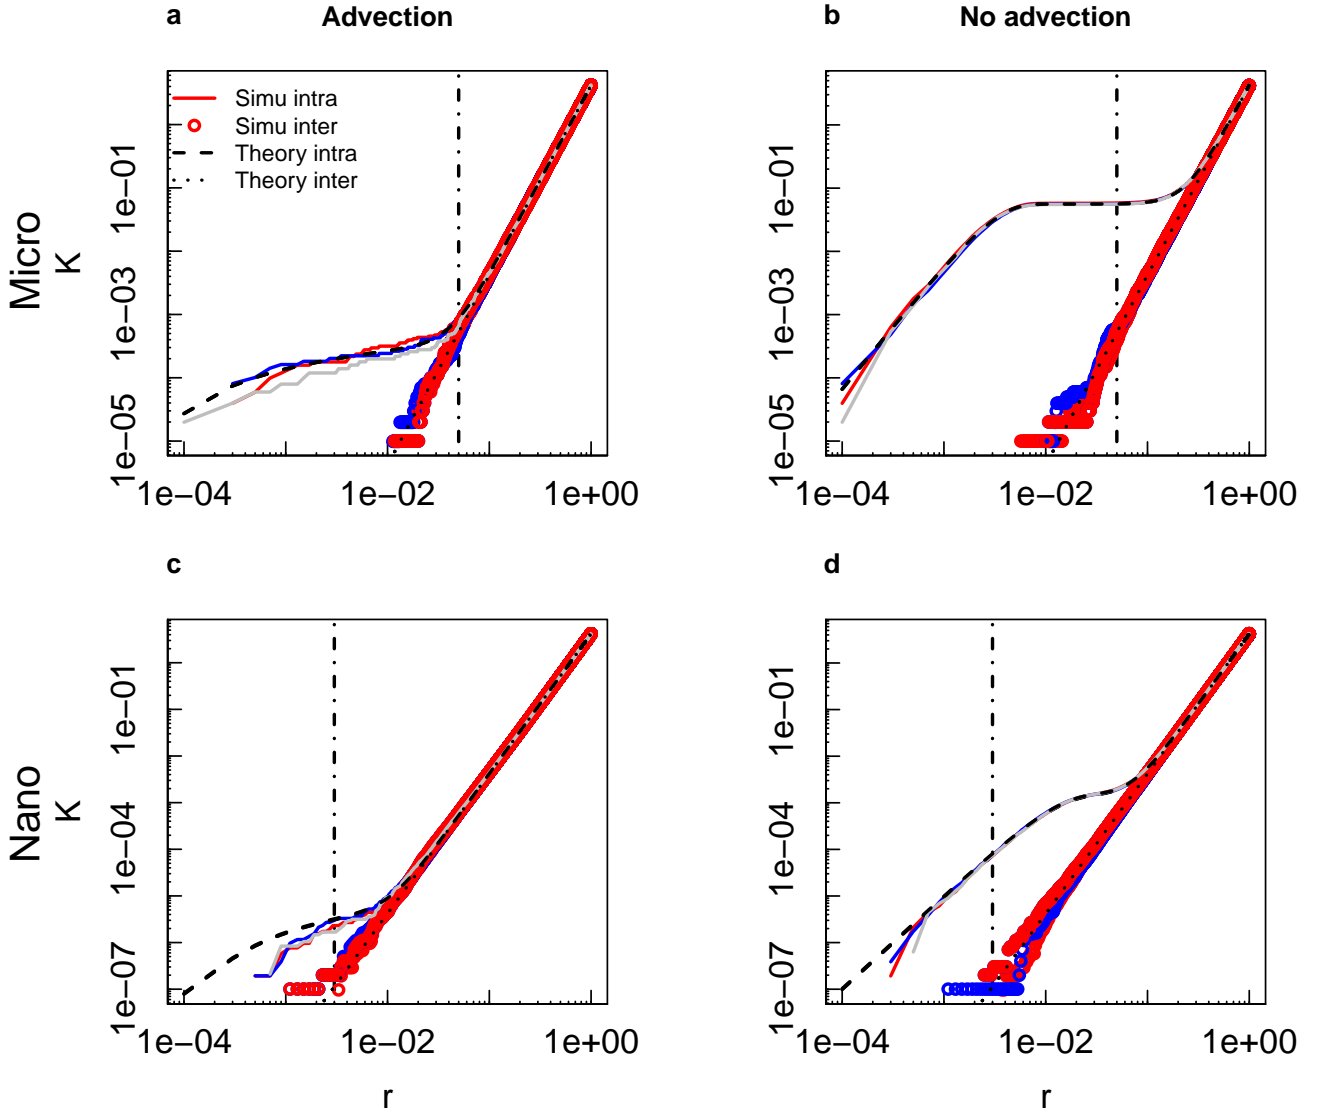 a Advection
b No advection
Simu intra
Simu inter
Theory intra
Theory inter
Micro
K
1e−01
1e−03
1e−05
1e−04 1e−02 1e+00
1e−01
1e−03
1e−05
1e−04 1e−02 1e+00
c
d
Nano
K
1e−01
1e−04
1e−07
1e−04 1e−02 1e+00
r
1e−01
1e−04
1e−07
1e−04 1e−02 1e+00
r